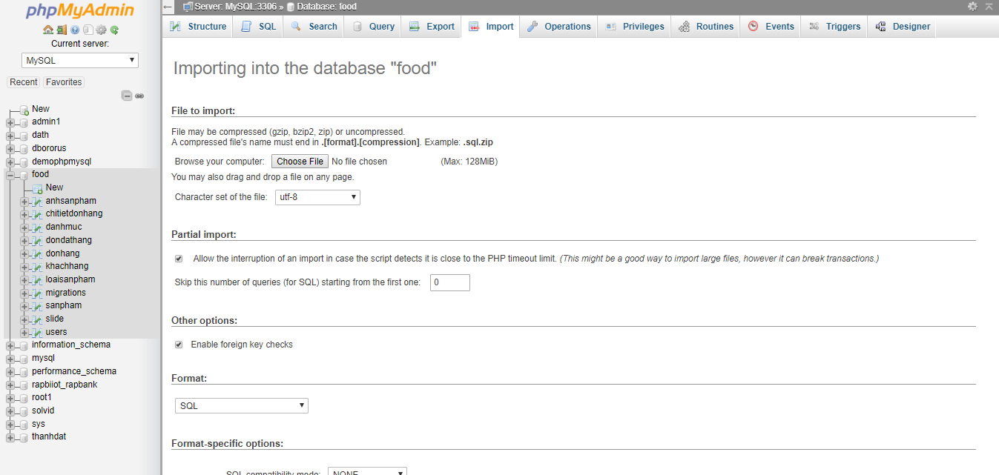 phpMyAdmin
Current server:
MySQL
Recent Favorites
New
admin1
dath
dbororus
demophpmysql
food
New
anhsanpham
chitietdonhang
danhmuc
dondathang
donhang
khachhang
loaisanpham
migrations
sanpham
slide
users
information_schema
mysql
performance_schema
rapbiiot_rapbank
root1
solvid
sys
thanhdat
Server: MySQL:3306 » Database: food
Structure SQL Search Query Export Import Operations Privileges Routines Events Triggers Designer
Importing into the database "food"
File to import:
File may be compressed (gzip, bzip2, zip) or uncompressed.
A compressed file's name must end in .[format].[compression]. Example: .sql.zip
Browse your computer: Choose File No file chosen (Max: 128MiB)
You may also drag and drop a file on any page.
Character set of the file: utf-8
Partial import:
Allow the interruption of an import in case the script detects it is close to the PHP timeout limit. (This might be a good way to import large files, however it can break transactions.)
Skip this number of queries (for SQL) starting from the first one: 0
Other options:
Enable foreign key checks
Format:
SQL
Format-specific options:
SQL compatibility mode: NONE